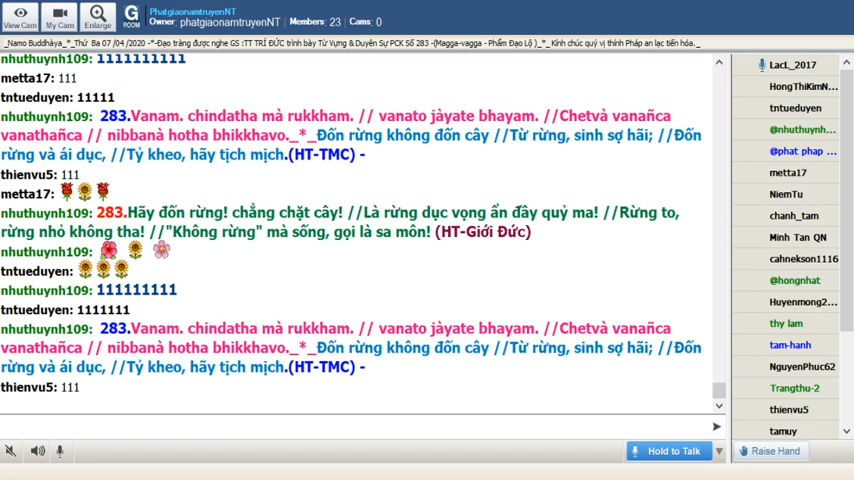 PhatgiaonamtruyenNT
Owner: phatgiaonamtruyenNT | Members: 23 | Cams: 0
View Cam
My Cam
Enlarge
G ROOM
_Namo Buddhàya_*_Thứ Ba 07 /04 /2020 -*-Đạo tràng được nghe GS :TT TRÍ ĐỨC trình bày Từ Vựng & Duyên Sự PCK Số 283 -(Magga-vagga - Phẩm Đạo Lộ )_*_ Kính chúc quý vị thính Pháp an lạc tiến hóa._
nhuthuynh109: 1111111111
metta17: 111
tntueduyen: 11111
nhuthuynh109: 283.Vanam. chindatha mà rukkham. // vanato jàyate bhayam. //Chetvà vanañca
vanathañca // nibbanà hotha bhikkhavo._*_Đốn rừng không đốn cây //Từ rừng, sinh sợ hãi; //Đốn
rừng và ái dục, //Tỷ kheo, hãy tịch mịch.(HT-TMC) -
thienvu5: 111
metta17:
nhuthuynh109: 283.Hãy đốn rừng! chẳng chặt cây! //Là rừng dục vọng ẩn đầy quỷ ma! //Rừng to,
rừng nhỏ không tha! //"Không rừng" mà sống, gọi là sa môn! (HT-Giới Đức)
nhuthuynh109:
tntueduyen:
nhuthuynh109: 111111111
tntueduyen: 1111111
nhuthuynh109: 283.Vanam. chindatha mà rukkham. // vanato jàyate bhayam. //Chetvà vanañca
vanathañca // nibbanà hotha bhikkhavo._*_Đốn rừng không đốn cây //Từ rừng, sinh sợ hãi; //Đốn
rừng và ái dục, //Tỷ kheo, hãy tịch mịch.(HT-TMC) -
thienvu5: 111
Hold to Talk
LacL_2017
HongThiKimN...
tntueduyen
@nhuthuynh...
@phat phap ...
metta17
NiemTu
chanh_tam
Minh Tan QN
cahnekson1116
@hongnhat
Huyenmong2...
thy lam
tam-hanh
NguyenPhuc62
Trangthu-2
thienvu5
tamuy
Raise Hand